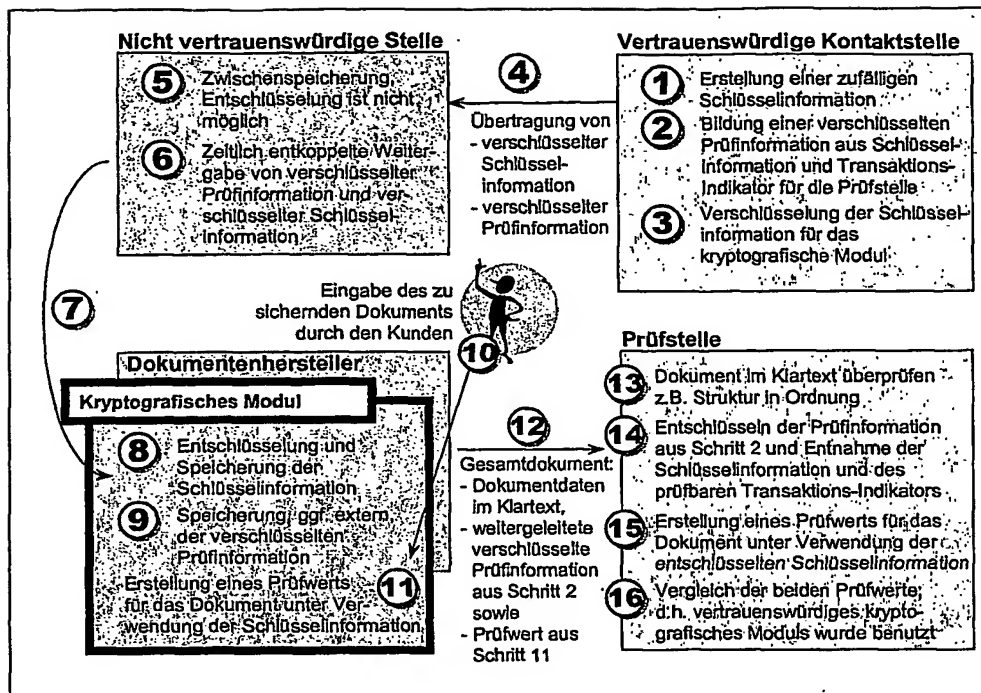 Nicht vertrauenswürdige Stelle
5 Zwischenspeicherung,
Entschlüsselung ist nicht
möglich
6 Zeitlich entkoppelte Weiter-
gabe von verschlüsselter
Prüfinformation und ver-
schlüsselter Schlüssel-
information
4
Übertragung von
- verschlüsselter
Schlüssel-
information
- verschlüsselter
Prüfinformation
Vertrauenswürdige Kontaktstelle
1 Erstellung einer zufälligen
Schlüsselinformation
2 Bildung einer verschlüsselten
Prüfinformation aus Schlüssel-
Information und Transaktions-
Indikator für die Prüfstelle
3 Verschlüsselung der Schlüssel-
information für das
kryptografische Modul
7
Eingabe des zu
sichernden Dokuments
durch den Kunden
10
Dokumentenhersteller
Kryptografisches Modul
8 Entschlüsselung und
Speicherung der
Schlüsselinformation
9 Speicherung, ggf. extern
der verschlüsselten
Prüfinformation
Erstellung eines Prüfwerts 11
für das Dokument unter Ver-
wendung der Schlüsselinformation
12
Gesamtdokument:
- Dokumentdaten
im Klartext,
- weitergeleitete
verschlüsselte
Prüfinformation
aus Schritt 2
sowie
- Prüfwert aus
Schritt 11
Prüfstelle
13 Dokument im Klartext überprüfen
z.B. Struktur in Ordnung
14 Entschlüsseln der Prüfinformation
aus Schritt 2 und Entnahme der
Schlüsselinformation und des
prüfbaren Transaktions-Indikators
15 Erstellung eines Prüfwerts für das
Dokument unter Verwendung der
entschlüsselten Schlüsselinformation
16 Vergleich der beiden Prüfwerte,
d.h. vertrauenswürdiges krypto-
grafisches Moduls wurde benutzt